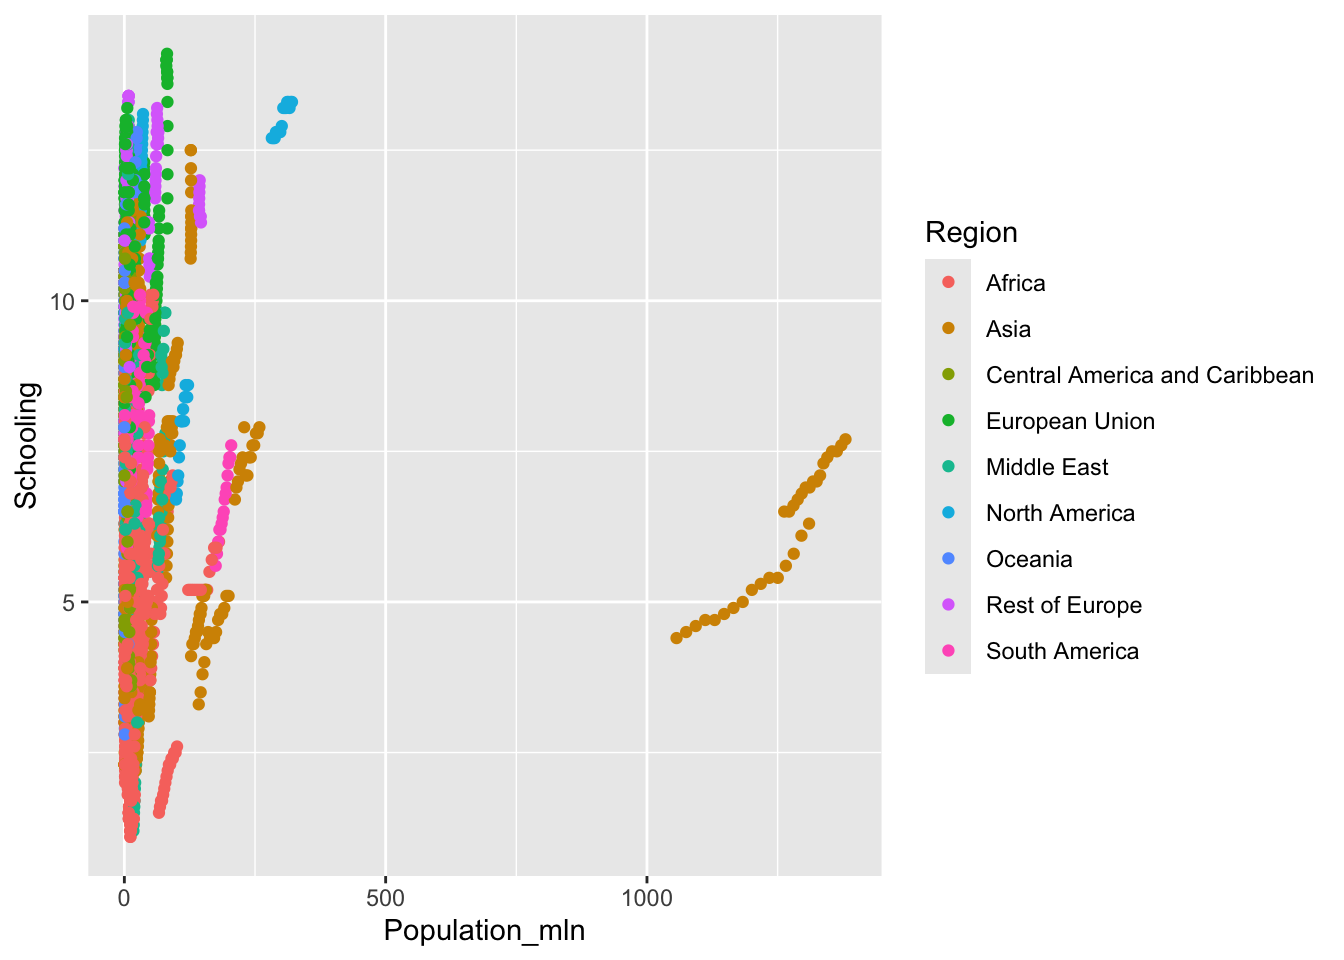 Schooling
10
5
0
500
1000
Population_mln
Region
Africa
Asia
Central America and Caribbean
European Union
Middle East
North America
Oceania
Rest of Europe
South America